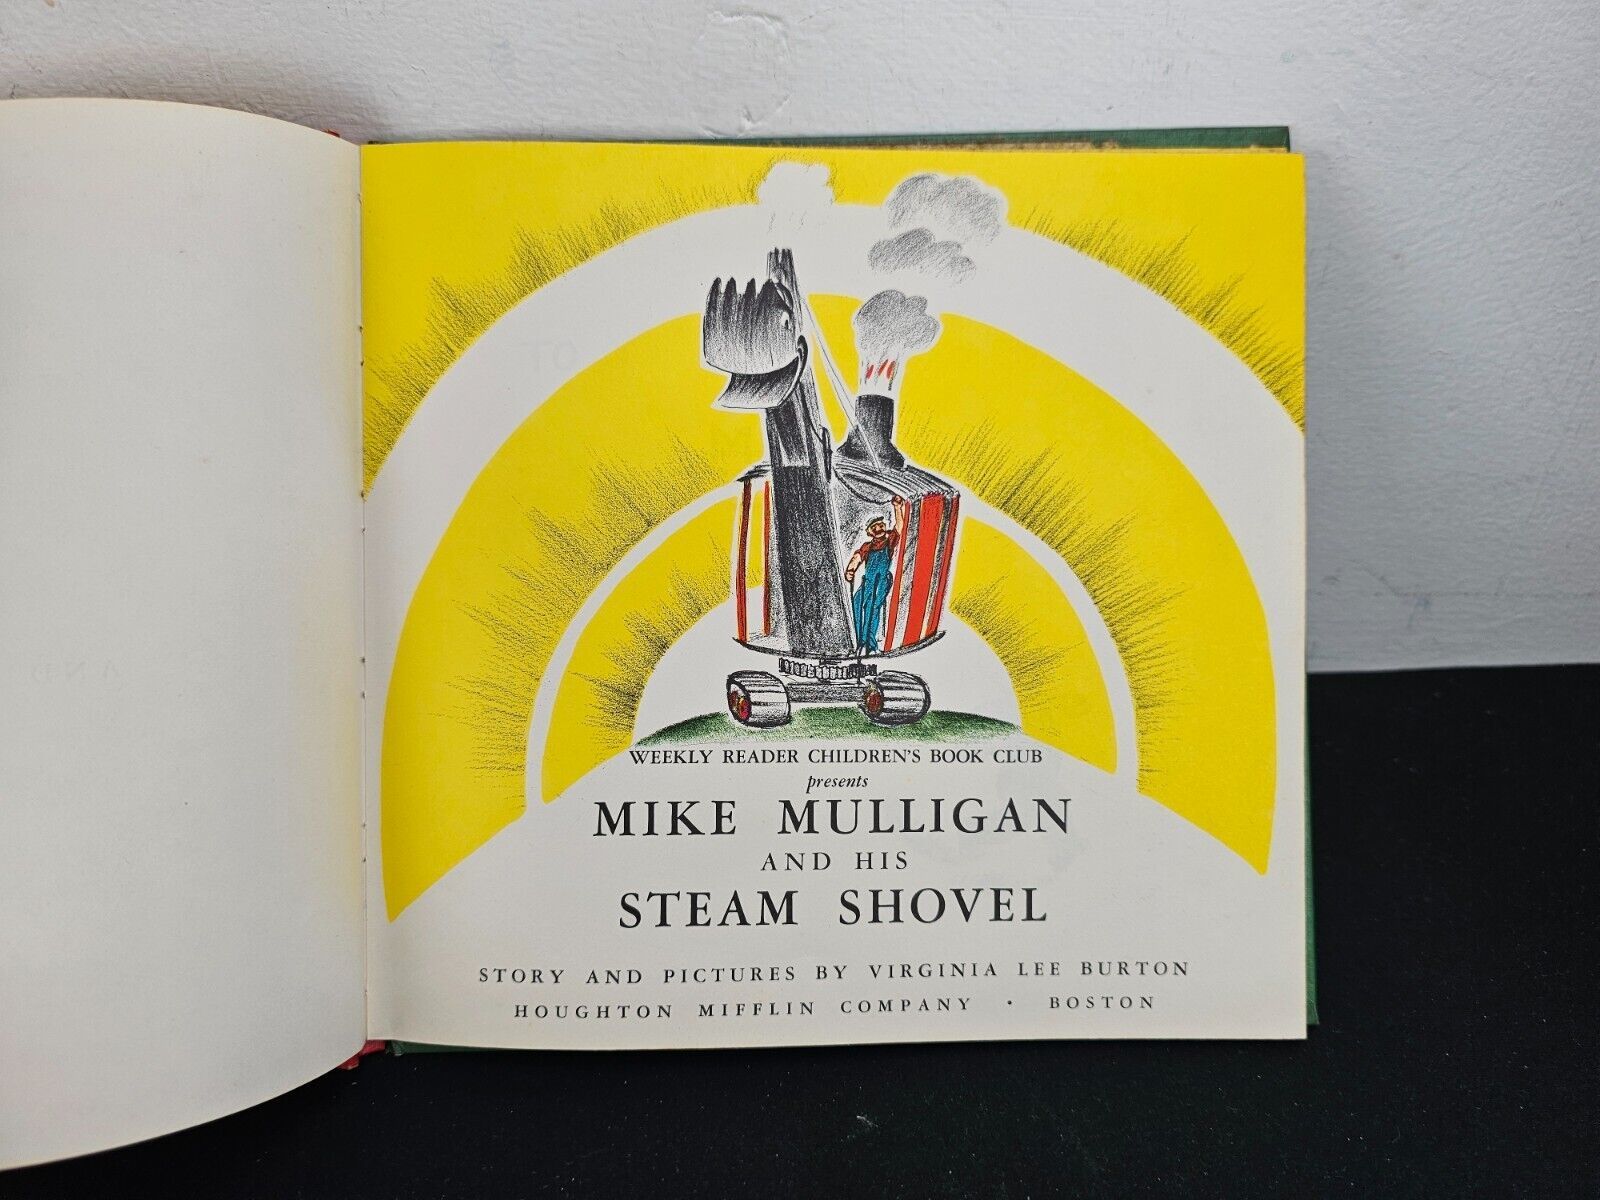 WEEKLY READER CHILDREN'S BOOK CLUB
presents
MIKE MULLIGAN
AND HIS
STEAM SHOVEL
STORY AND PICTURES BY VIRGINIA LEE BURTON
HOUGHTON MIFFLIN COMPANY · BOSTON